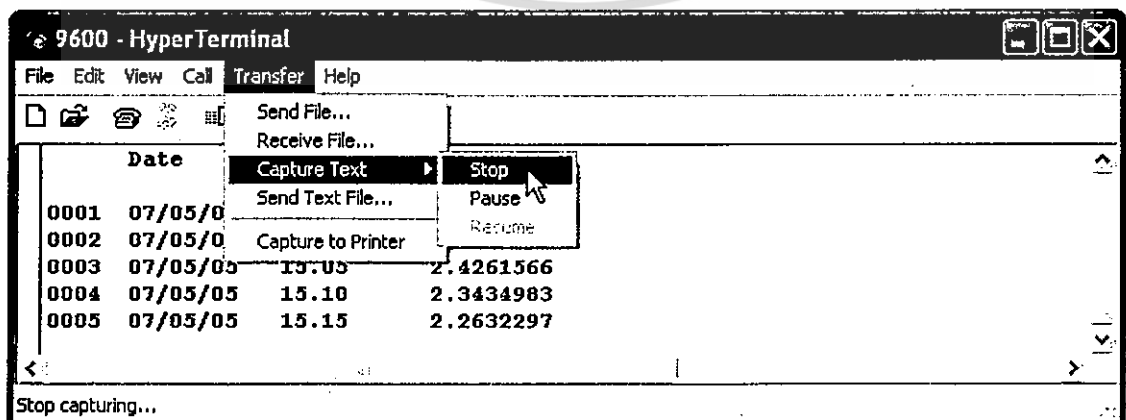 9600 - HyperTerminal
File Edit View Call Transfer Help
Send File...
Receive File...
Date
Capture Text
Stop
Send Text File...
Pause
0001 07/05/0
Resume
0002 07/05/0
Capture to Printer
0003 07/05/05 15.05 2.4261566
0004 07/05/05 15.10 2.3434983
0005 07/05/05 15.15 2.2632297
Stop capturing...